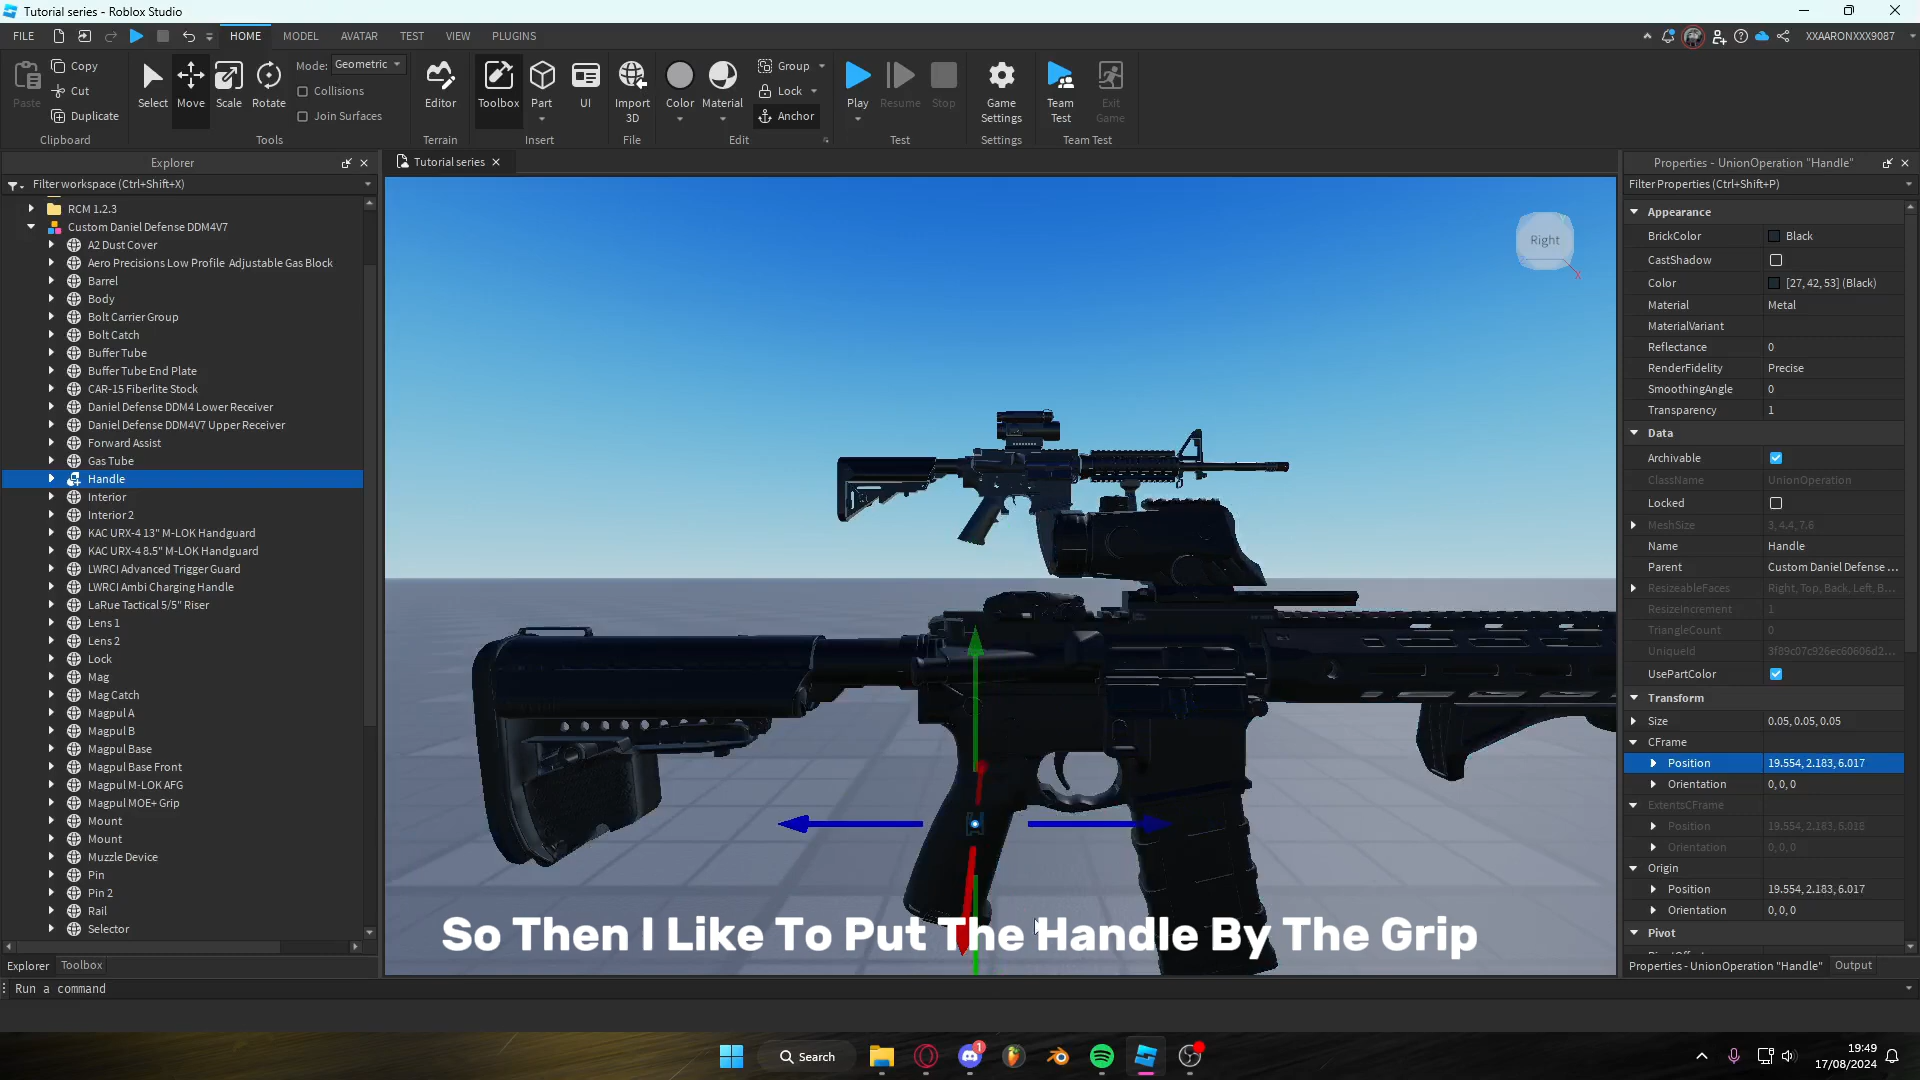 Tutorial series - Roblox Studio
FILE
HOME
MODEL
AVATAR
TEST
VIEW
PLUGINS
XXAARONXXX9087
Paste
Copy
Cut
Duplicate
Clipboard
Select
Move
Scale
Rotate
Mode: Geometric
Collisions
Join Surfaces
Tools
Editor
Terrain
Toolbox
Part
UI
Insert
Import
3D
File
Color
Material
Group
Lock
Anchor
Edit
Play
Resume
Stop
Test
Game
Settings
Settings
Team
Test
Exit
Game
Team Test
Explorer
Filter workspace (Ctrl+Shift+X)
RCM 1.2.3
Custom Daniel Defense DDM4V7
A2 Dust Cover
Aero Precisions Low Profile Adjustable Gas Block
Barrel
Body
Bolt Carrier Group
Bolt Catch
Buffer Tube
Buffer Tube End Plate
CAR-15 Fiberlite Stock
Daniel Defense DDM4 Lower Receiver
Daniel Defense DDM4V7 Upper Receiver
Forward Assist
Gas Tube
Handle
Interior
Interior 2
KAC URX-4 13" M-LOK Handguard
KAC URX-4 8.5" M-LOK Handguard
LWRCI Advanced Trigger Guard
LWRCI Ambi Charging Handle
LaRue Tactical 5/5" Riser
Lens 1
Lens 2
Lock
Mag
Mag Catch
Magpul A
Magpul B
Magpul Base
Magpul Base Front
Magpul M-LOK AFG
Magpul MOE+ Grip
Mount
Mount
Muzzle Device
Pin
Pin 2
Rail
Selector
Explorer
Toolbox
Tutorial series
Right
X
So Then I Like To Put The Handle By The Grip
Properties - UnionOperation "Handle"
Filter Properties (Ctrl+Shift+P)
Appearance
BrickColor Black
CastShadow
Color [27, 42, 53] (Black)
Material Metal
MaterialVariant
Reflectance 0
RenderFidelity Precise
SmoothingAngle 0
Transparency 1
Data
Archivable
ClassName UnionOperation
Locked
MeshSize 3, 4.4, 7.6
Name Handle
Parent Custom Daniel Defense ...
ResizeableFaces Right, Top, Back, Left, B...
ResizeIncrement 1
TriangleCount 0
UniqueId 3f89c07c926ec60606d2...
UsePartColor
Transform
Size 0.05, 0.05, 0.05
CFrame
Position 19.554, 2.183, 6.017
Orientation 0, 0, 0
ExtentsCFrame
Position 19.554, 2.183, 6.018
Orientation 0, 0, 0
Origin
Position 19.554, 2.183, 6.017
Orientation 0, 0, 0
Pivot
Properties - UnionOperation "Handle"
Output
Run a command
Search
1
19:49
17/08/2024